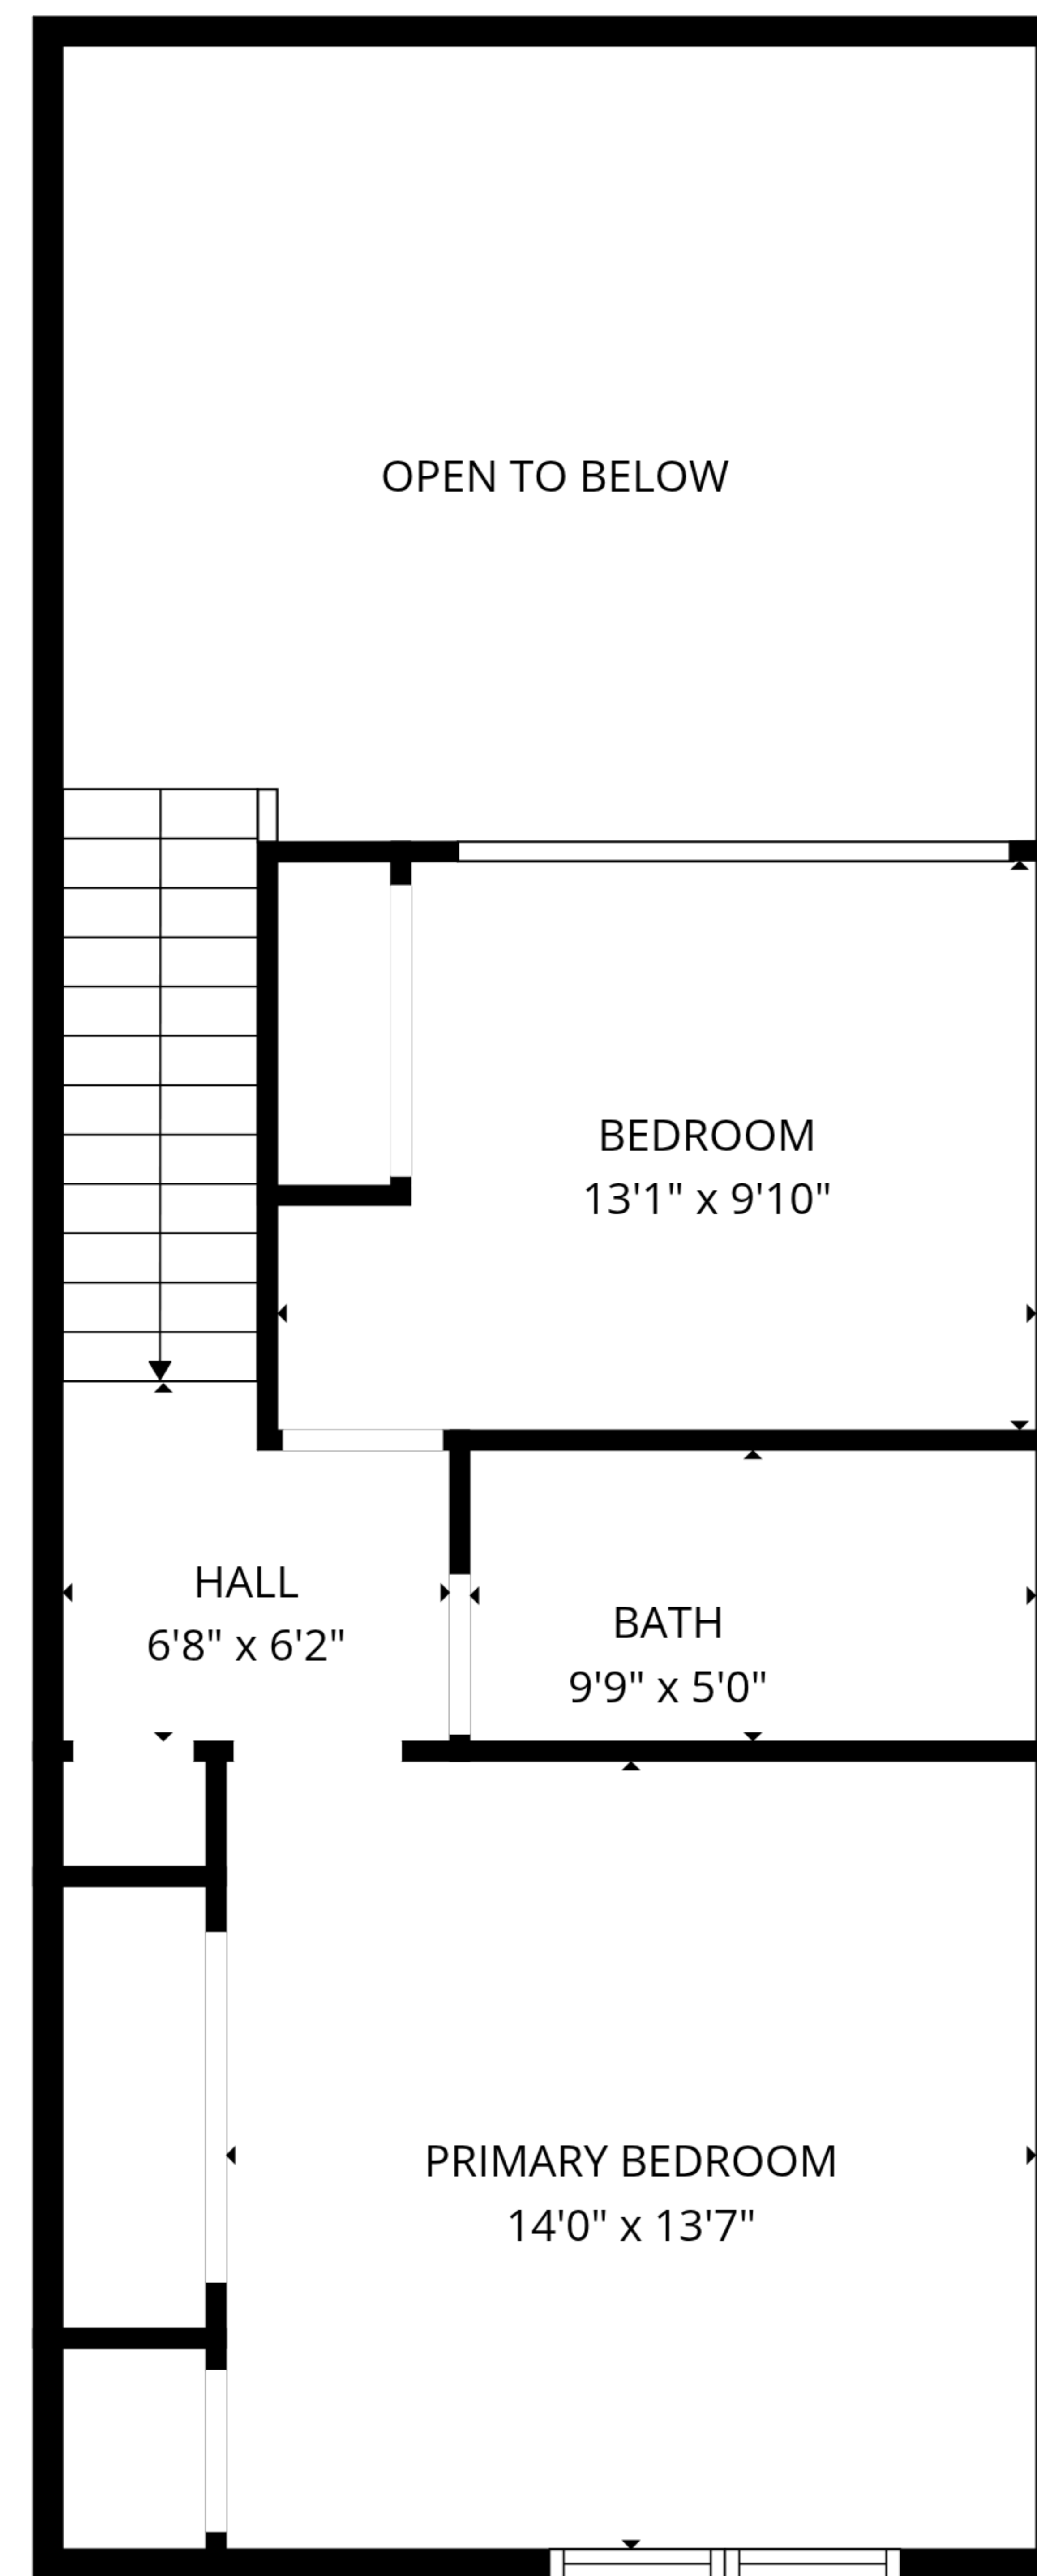 OPEN TO BELOW
BEDROOM
13'1" x 9'10"
HALL
6'8" x 6'2"
BATH
9'9" x 5'0"
PRIMARY BEDROOM
14'0" x 13'7"